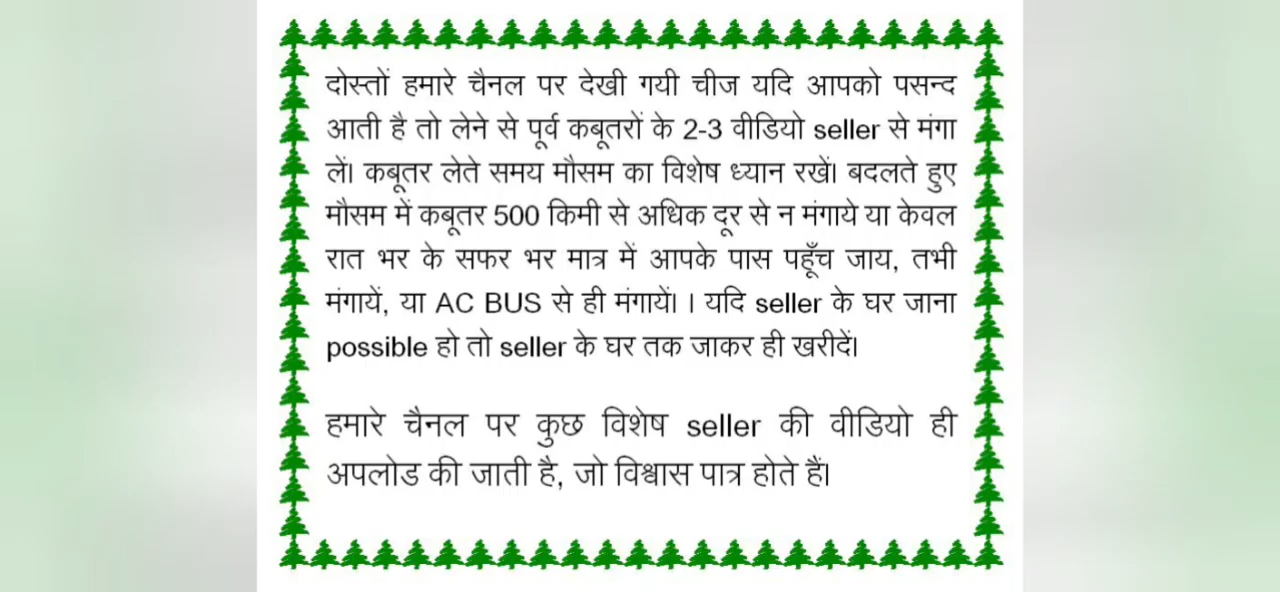 दोस्तों हमारे चैनल पर देखी गयी चीज यदि आपको पसन्द
आती है तो लेने से पूर्व कबूतरों के 2-3 वीडियो seller से मंगा
लें। कबूतर लेते समय मौसम का विशेष ध्यान रखें। बदलते हुए
मौसम में कबूतर 500 किमी से अधिक दूर से न मंगाये या केवल
रात भर के सफर भर मात्र में आपके पास पहूँच जाय, तभी
मंगायें, या AC BUS से ही मंगायें। । यदि seller के घर जाना
possible हो तो seller के घर तक जाकर ही खरीदें।
हमारे चैनल पर कुछ विशेष seller की वीडियो ही
अपलोड की जाती है, जो विश्वास पात्र होते हैं।